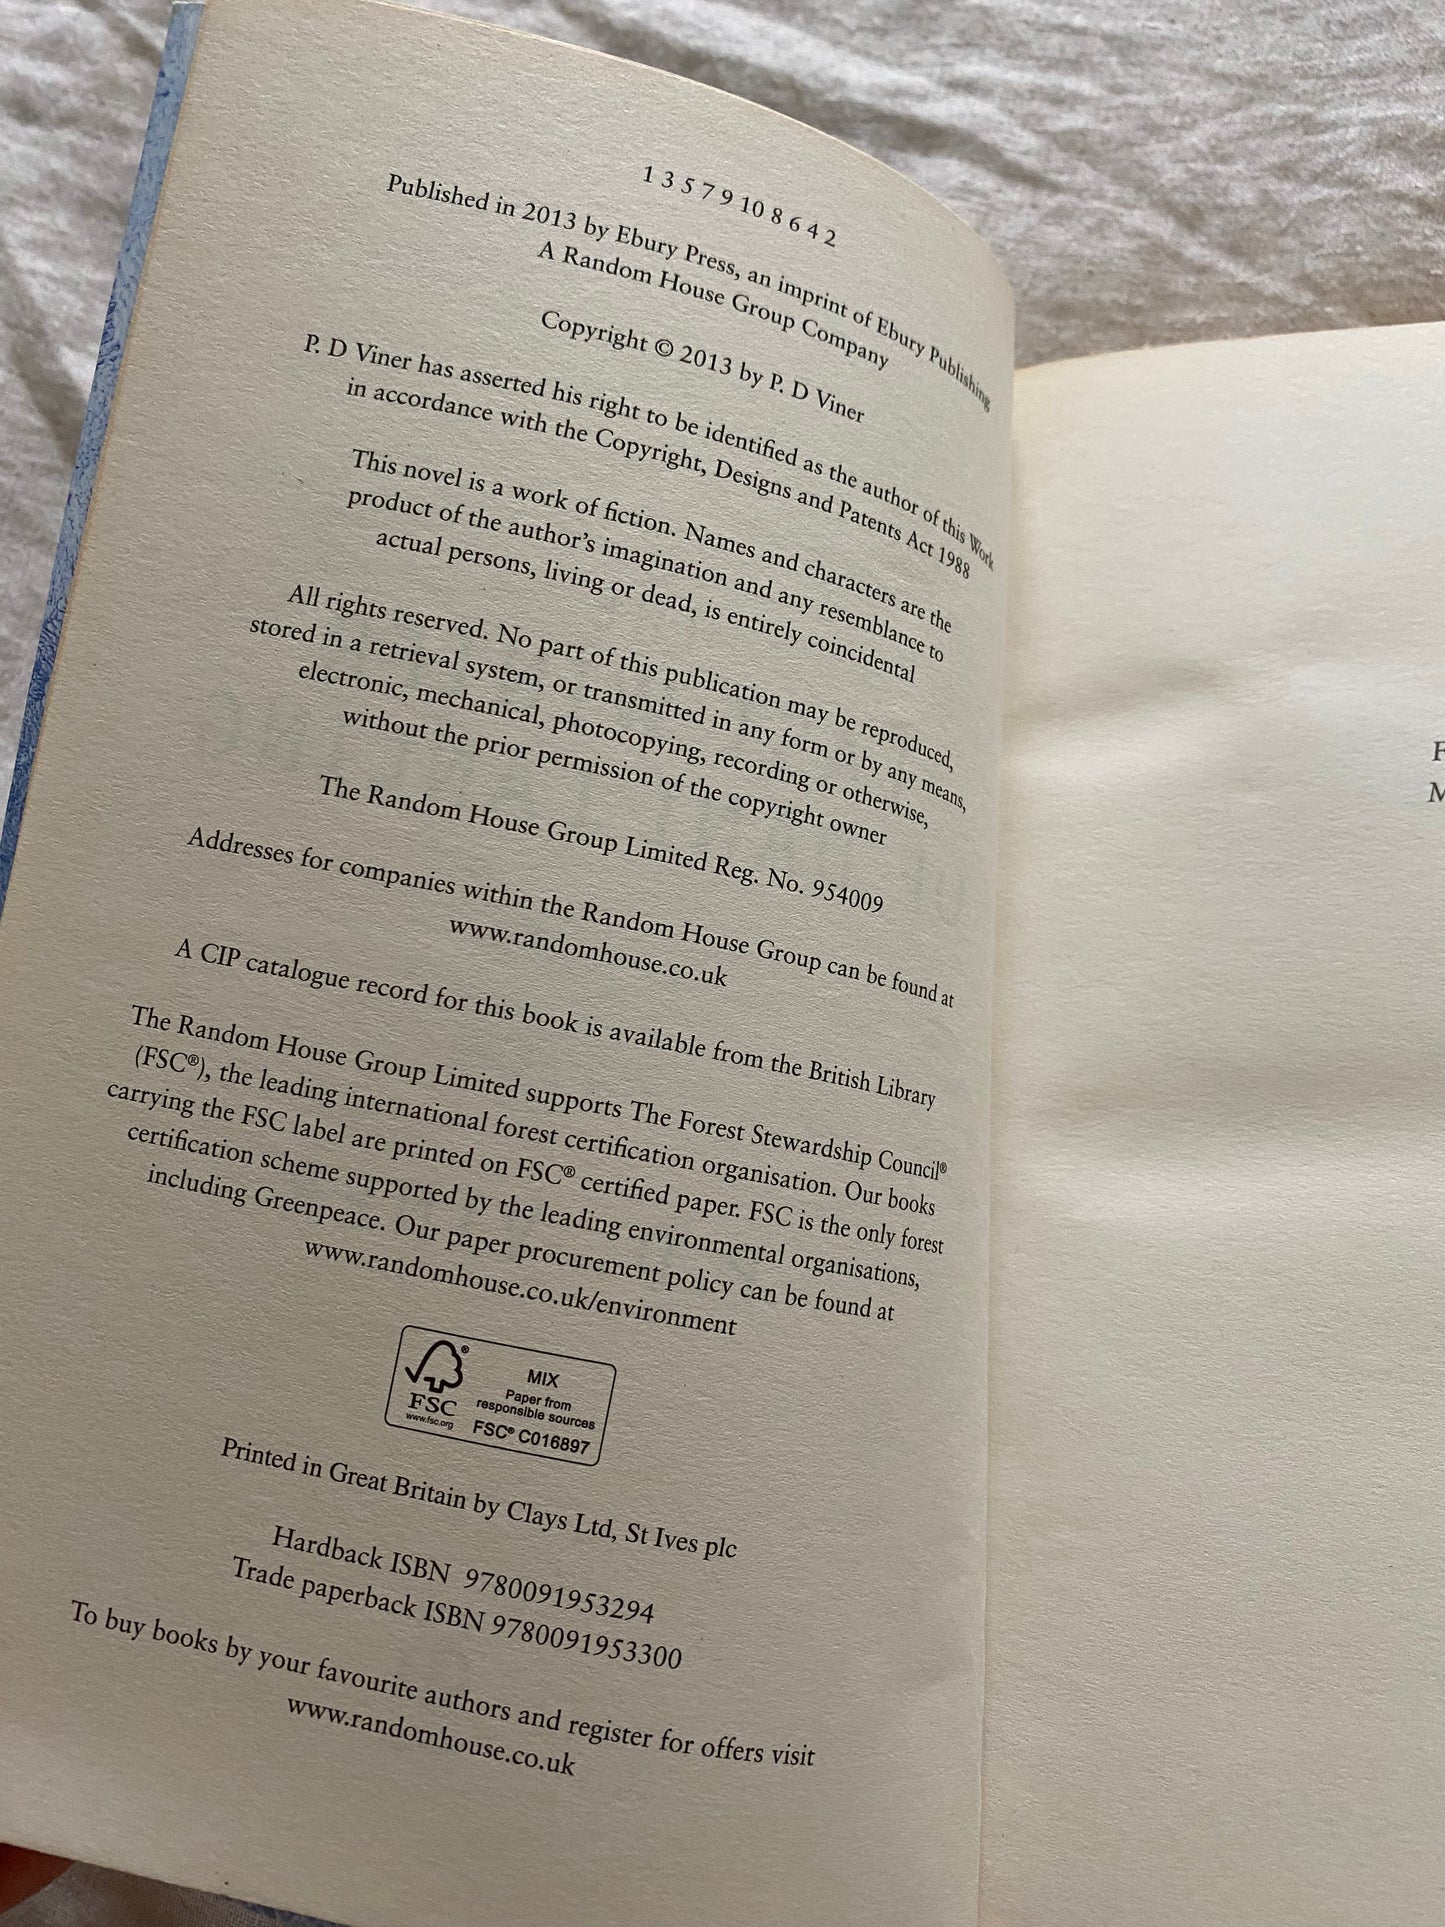 1 3 5 7 9 10 8 6 4 2
Published in 2013 by Ebury Press, an imprint of Ebury Publishing
A Random House Group Company
Copyright © 2013 by P. D Viner
P. D Viner has asserted his right to be identified as the author of this Work
in accordance with the Copyright, Designs and Patents Act 1988
This novel is a work of fiction. Names and characters are the
product of the author's imagination and any resemblance to
actual persons, living or dead, is entirely coincidental
All rights reserved. No part of this publication may be reproduced,
stored in a retrieval system, or transmitted in any form or by any means,
electronic, mechanical, photocopying, recording or otherwise,
without the prior permission of the copyright owner
The Random House Group Limited Reg. No. 954009
Addresses for companies within the Random House Group can be found at
www.randomhouse.co.uk
A CIP catalogue record for this book is available from the British Library
The Random House Group Limited supports The Forest Stewardship Council®
(FSC®), the leading international forest certification organisation. Our books
carrying the FSC label are printed on FSC® certified paper. FSC is the only forest
certification scheme supported by the leading environmental organisations,
including Greenpeace. Our paper procurement policy can be found at
www.randomhouse.co.uk/environment
®
FSC
www.fsc.org
MIX
Paper from
responsible sources
FSC® C016897
Printed in Great Britain by Clays Ltd, St Ives plc
Hardback ISBN 9780091953294
Trade paperback ISBN 9780091953300
To buy books by your favourite authors and register for offers visit
www.randomhouse.co.uk